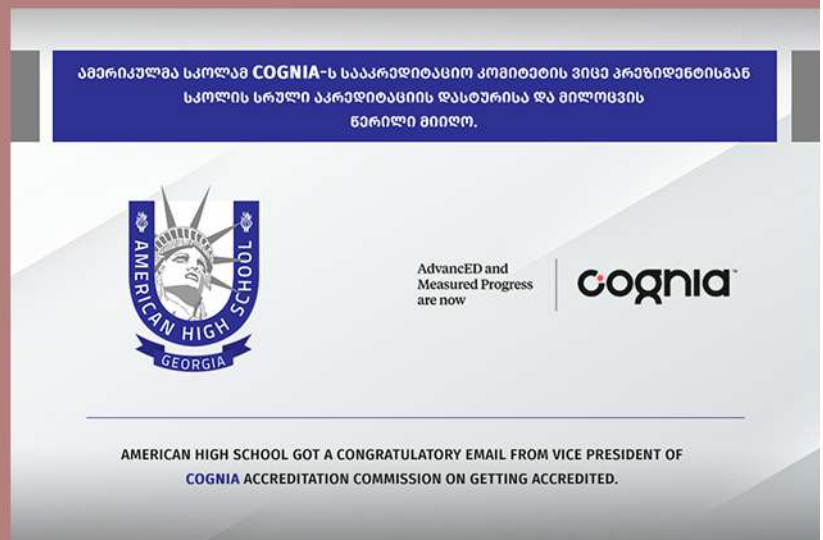 ამერიკულმა სკოლამ COGNIA-ს სააკრედიტაციო კომიტეტის ვიცე პრეზიდენტისგან
სკოლის სრული აკრედიტაციის დასტურისა და მილოცვის
წერილი მიიღო.
AMERICAN HIGH SCHOOL
GEORGIA
AdvancED and
Measured Progress
are now
cognia™
AMERICAN HIGH SCHOOL GOT A CONGRATULATORY EMAIL FROM VICE PRESIDENT OF
COGNIA ACCREDITATION COMMISSION ON GETTING ACCREDITED.